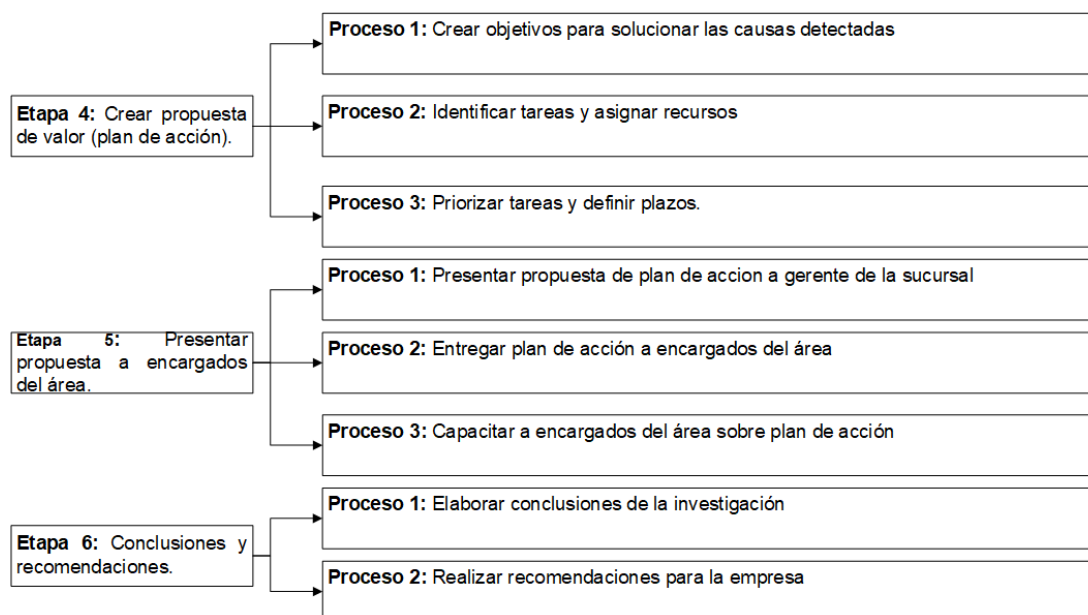 Proceso 1: Crear objetivos para solucionar las causas detectadas
Etapa 4: Crear propuesta
de valor (plan de acción).
Proceso 2: Identificar tareas y asignar recursos
Proceso 3: Priorizar tareas y definir plazos.
Proceso 1: Presentar propuesta de plan de accion a gerente de la sucursal
Etapa 5: Presentar
propuesta a encargados
del área.
Proceso 2: Entregar plan de acción a encargados del área
Proceso 3: Capacitar a encargados del área sobre plan de acción
Proceso 1: Elaborar conclusiones de la investigación
Etapa 6: Conclusiones y
recomendaciones.
Proceso 2: Realizar recomendaciones para la empresa